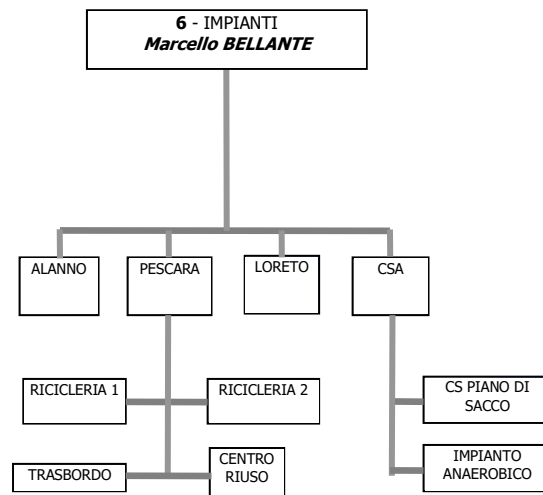 6 - IMPIANTI
Marcello BELLANTE
ALANNO
PESCARA
LORETO
CSA
RICICLERIA 1
RICICLERIA 2
CS PIANO DI
SACCO
TRASBORDO
CENTRO
RIUSO
IMPIANTO
ANAEROBICO